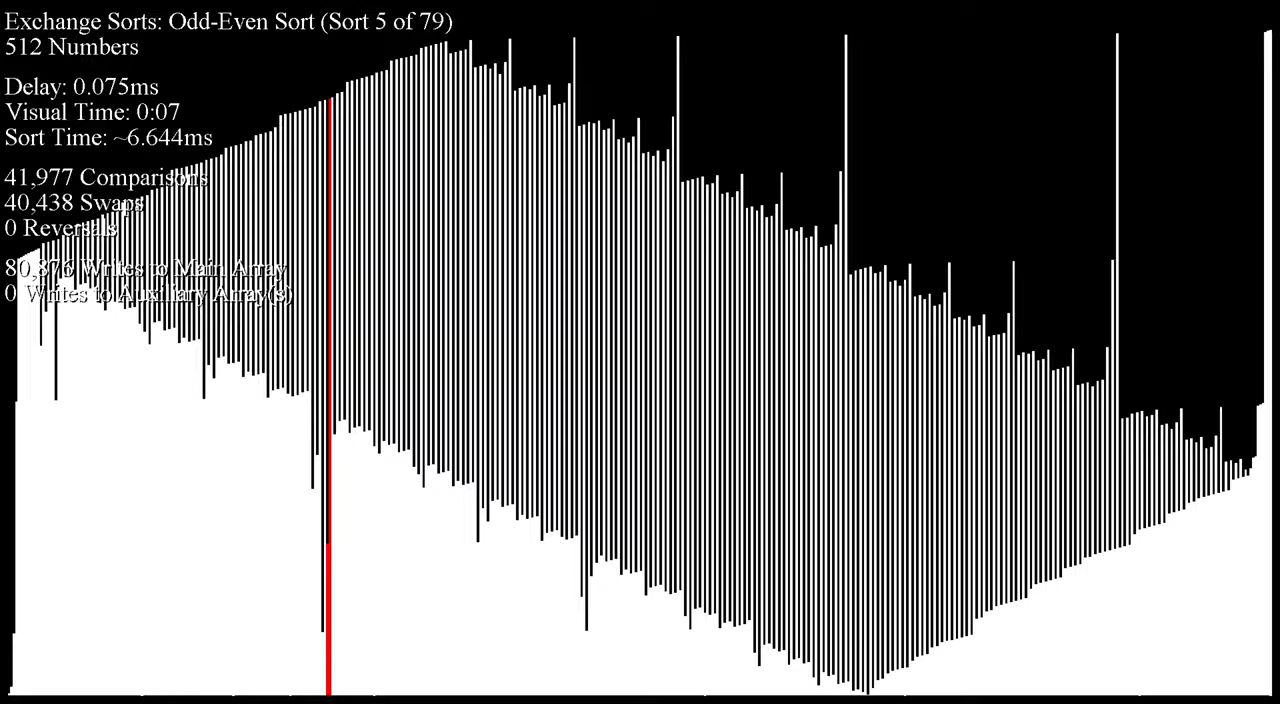 Exchange Sorts: Odd-Even Sort (Sort 5 of 79)
512 Numbers
Delay: 0.075ms
Visual Time: 0:07
Sort Time: ~6.644ms
41,977 Comparisons
40,438 Swaps
0 Reversals
80,876 Writes to Main Array
0 Writes to Auxiliary Array(s)